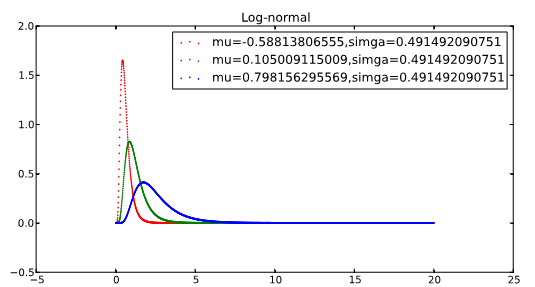 Log-normal
mu=-0.58813806555,simga=0.491492090751
mu=0.105009115009,simga=0.491492090751
mu=0.798156295569,simga=0.491492090751
2.0
1.5
1.0
0.5
0.0
−0.5
−5 0 5 10 15 20 25